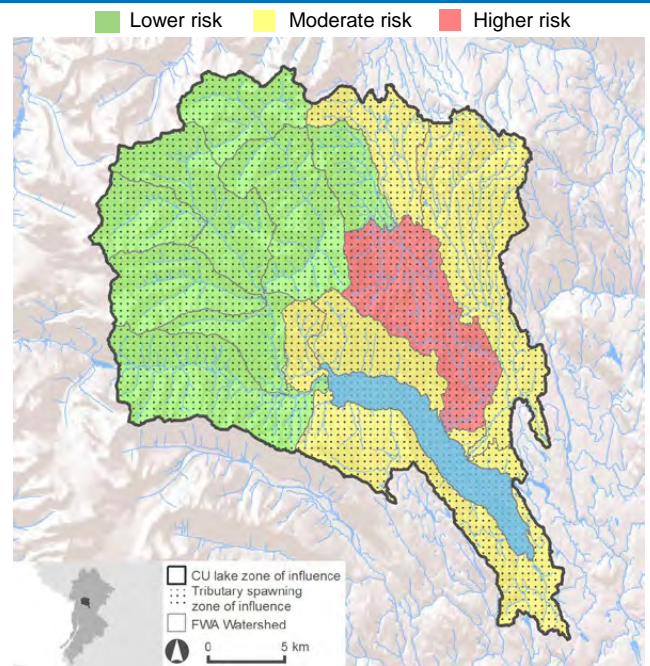 Lower risk Moderate risk Higher risk
CU lake zone of influence
Tributary spawning
zone of influence
FWA Watershed
0 5 km